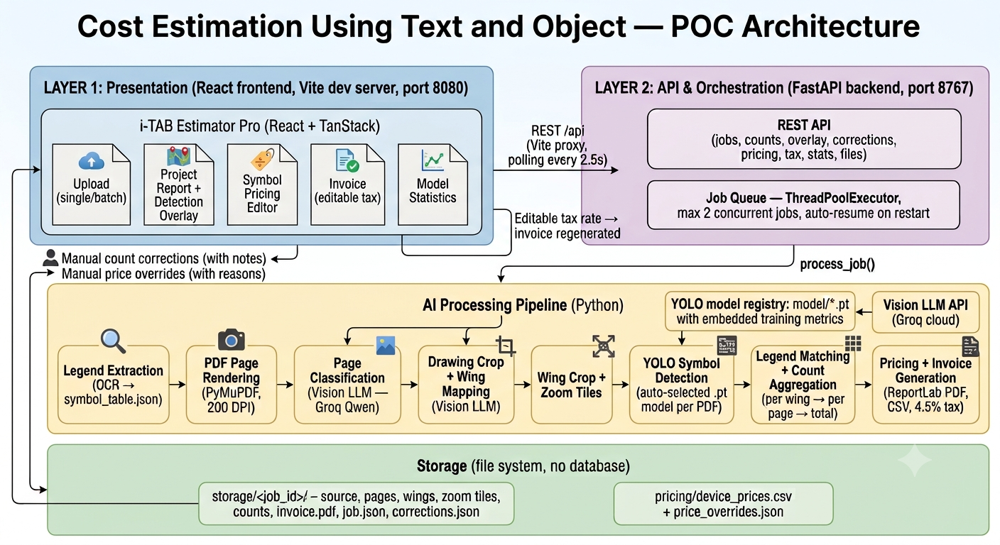 Cost Estimation Using Text and Object — POC Architecture
LAYER 1: Presentation (React frontend, Vite dev server, port 8080)
i-TAB Estimator Pro (React + TanStack)
Upload
(single/batch)
Project
Report +
Detection
Overlay
Symbol
Pricing
Editor
Invoice
(editable tax)
Model
Statistics
REST /api
(Vite proxy,
polling every 2.5s)
Editable tax rate →
invoice regenerated
LAYER 2: API & Orchestration (FastAPI backend, port 8767)
REST API
(jobs, counts, overlay, corrections,
pricing, tax, stats, files)
Job Queue — ThreadPoolExecutor,
max 2 concurrent jobs, auto-resume on restart
Manual count corrections (with notes)
Manual price overrides (with reasons)
process_job()
AI Processing Pipeline (Python)
YOLO model registry: model/*.pt
with embedded training metrics
Vision LLM API
(Groq cloud)
Legend Extraction
(OCR →
symbol_table.json)
PDF Page
Rendering
(PyMuPDF,
200 DPI)
Page
Classification
(Vision LLM —
Groq Qwen)
Drawing Crop
+ Wing
Mapping
(Vision LLM)
Wing Crop +
Zoom Tiles
YOLO Symbol
Detection
(auto-selected .pt
model per PDF)
Legend Matching
+ Count
Aggregation
(per wing → per
page → total)
Pricing + Invoice
Generation
(ReportLab PDF,
CSV, 4.5% tax)
Storage (file system, no database)
storage/<job_id>/ – source, pages, wings, zoom tiles,
counts, invoice.pdf, job.json, corrections.json
pricing/device_prices.csv
+ price_overrides.json